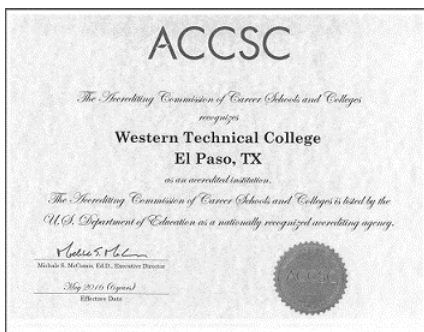 ACCSC
The Accrediting Commission of Career Schools and Colleges
recognizes
Western Technical College
El Paso, TX
as an accredited institution.
The Accrediting Commission of Career Schools and Colleges is listed by the
U.S. Department of Education as a nationally recognized accrediting agency.
Michale S. McComis, Ed.D., Executive Director
May 2016 (6 years)
Effective Date
ACCSC